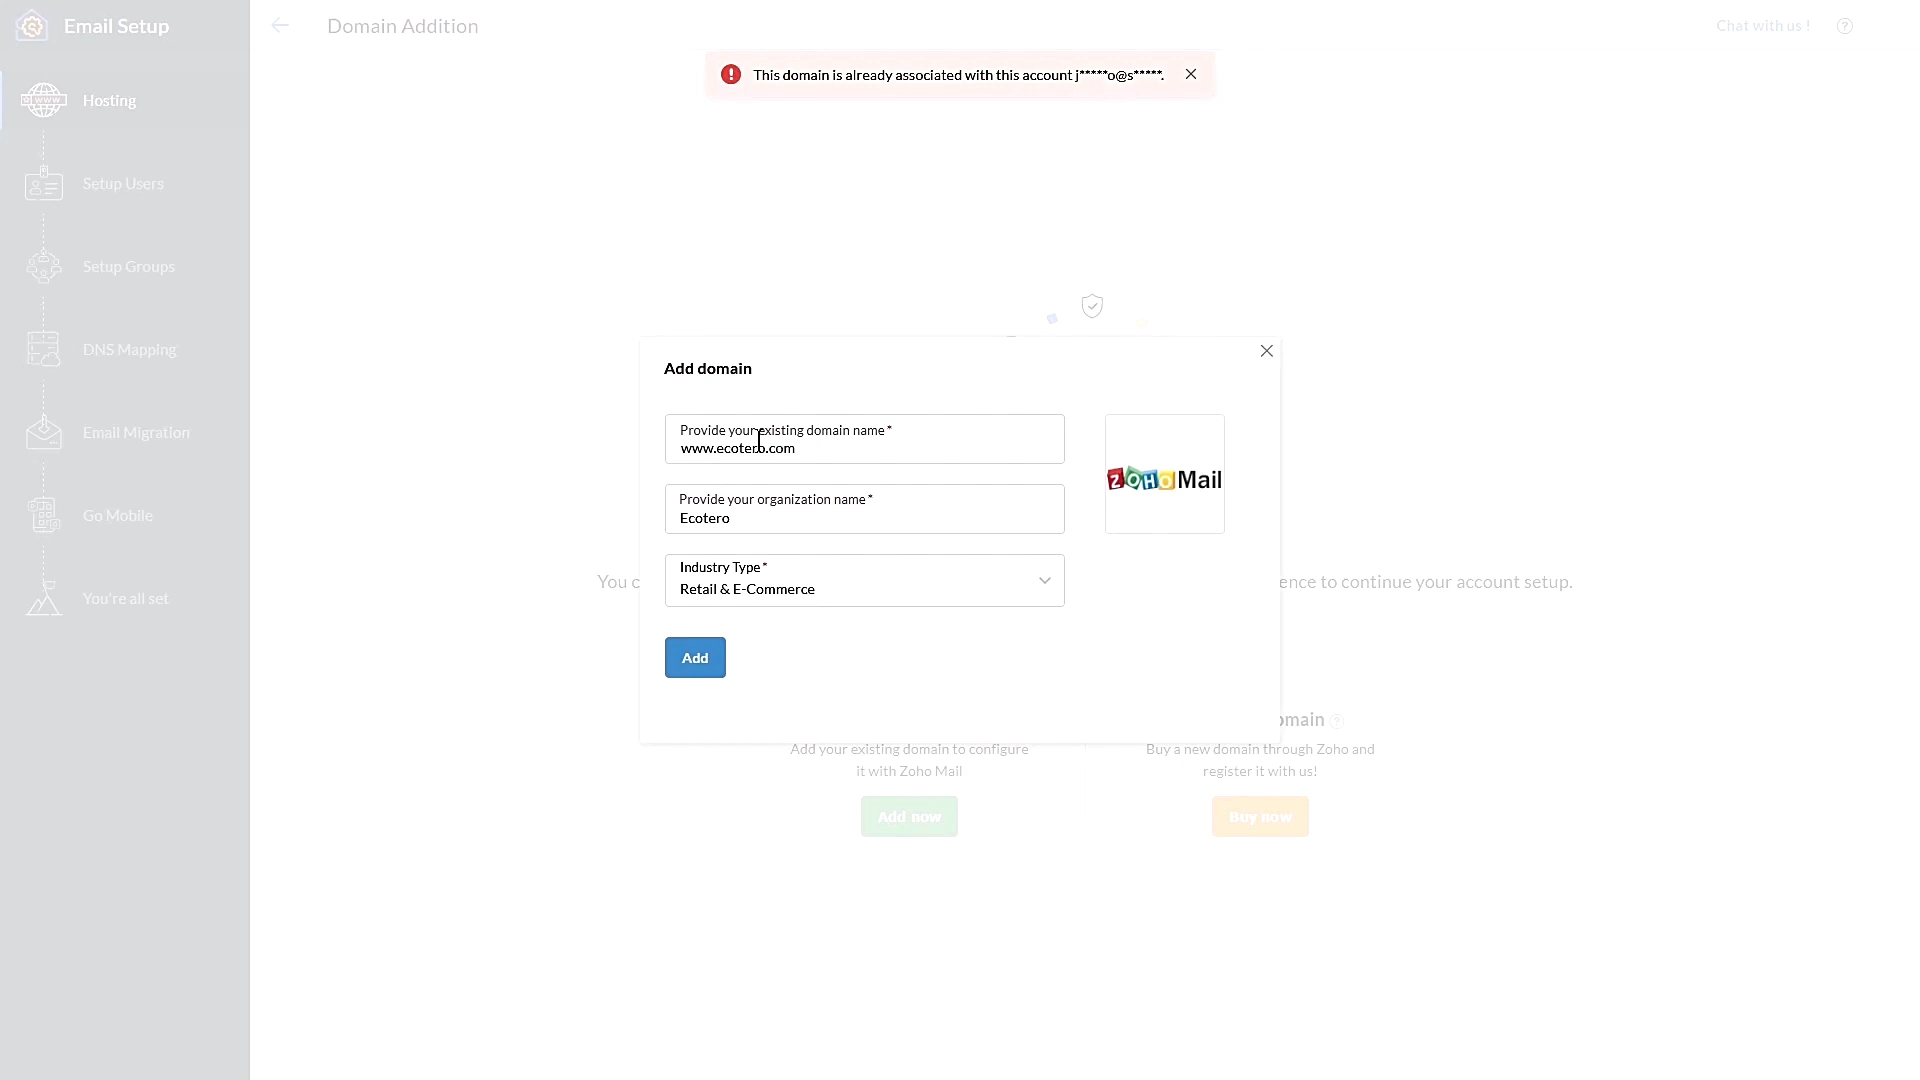 Email Setup
Domain Addition
Chat with us !
This domain is already associated with this account j*****o@s*****.
www
Hosting
Setup Users
Setup Groups
DNS Mapping
Email Migration
Go Mobile
You're all set
Add domain
Provide your existing domain name *
www.ecotero.com
Provide your organization name *
Ecotero
Industry Type *
Retail & E-Commerce
ZOHO Mail
Add
You c
ence to continue your account setup.
omain
Add your existing domain to configure
it with Zoho Mail
Add now
Buy a new domain through Zoho and
register it with us!
Buy now